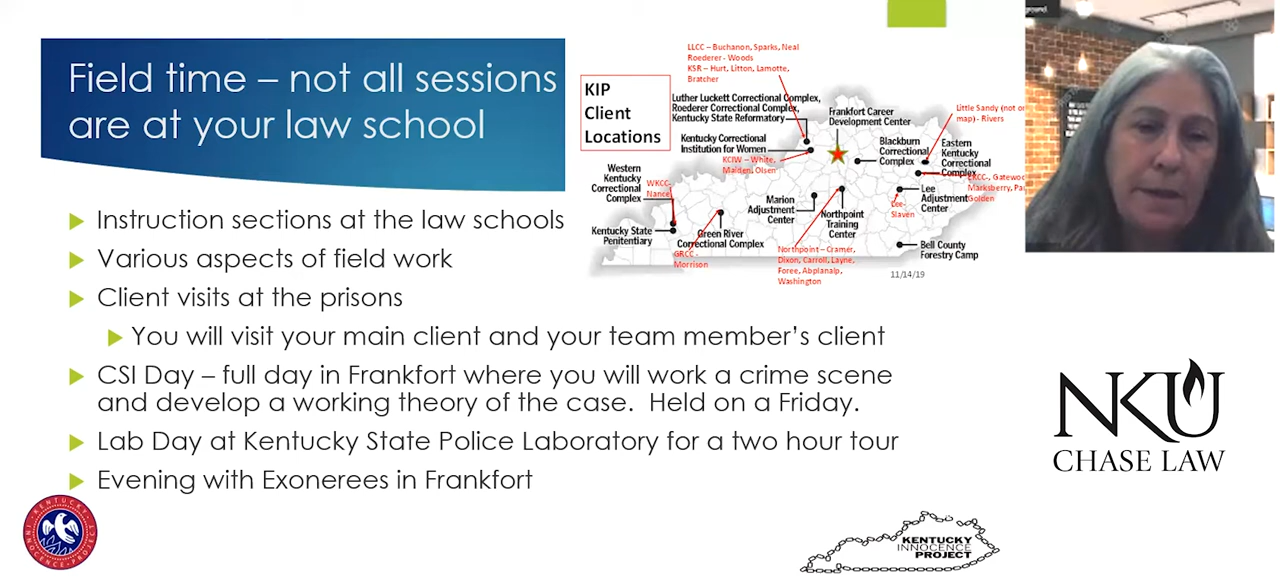 ground.
Field time – not all sessions
are at your law school
KIP
Client
Locations
LLCC – Buchanon, Sparks, Neal
Roederer - Woods
KSR – Hurt, Litton, Lamotte,
Bratcher
Luther Luckett Correctional Complex,
Roederer Correctional Complex,
Kentucky State Reformatory
Frankfort Career
Development Center
Little Sandy (not on
map) - Rivers
Kentucky Correctional
Institution for Women
KCIW – White,
Malden, Olsen
Blackburn
Correctional
Complex
Eastern
Kentucky
Correctional
Complex
EKCC-, Gatewood
Marksberry,
Golden
Western
Kentucky
Correctional
Complex
WKCC-
Nance
Marion
Adjustment
Center
Northpoint
Training
Center
Lee
Adjustment
Center
Lee-
Slaven
Kentucky State
Penitentiary
Green River
Correctional Complex
GRCC -
Morrison
Northpoint – Cramer,
Dixon, Carroll, Layne,
Foree, Abplanalp,
Washington
Bell County
Forestry Camp
11/14/19
Instruction sections at the law schools
Various aspects of field work
Client visits at the prisons
You will visit your main client and your team member's client
CSI Day – full day in Frankfort where you will work a crime scene
and develop a working theory of the case. Held on a Friday.
Lab Day at Kentucky State Police Laboratory for a two hour tour
Evening with Exonerees in Frankfort
NKU
CHASE LAW
KENTUCKY
INNOCENCE PROJECT
KENTUCKY
INNOCENCE
PROJECT